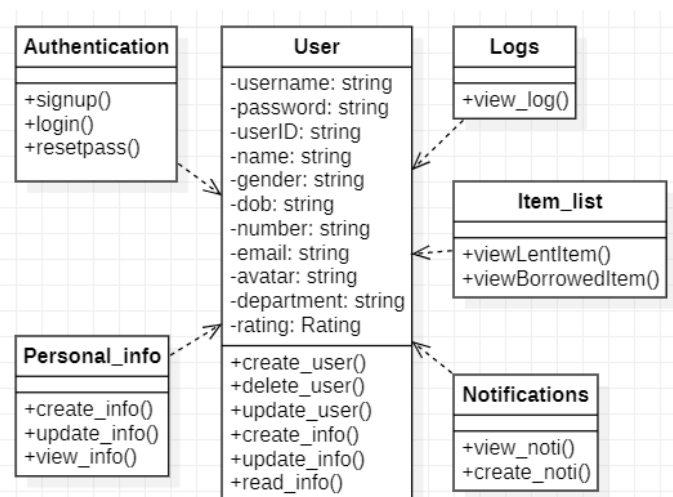 Authentication
+signup()
+login()
+resetpass()
User
-username: string
-password: string
-userID: string
-name: string
-gender: string
-dob: string
-number: string
-email: string
-avatar: string
-department: string
-rating: Rating
+create_user()
+delete_user()
+update_user()
+create_info()
+update_info()
+read_info()
Logs
+view_log()
Item_list
+viewLentItem()
+viewBorrowedItem()
Personal_info
+create_info()
+update_info()
+view_info()
Notifications
+view_noti()
+create_noti()